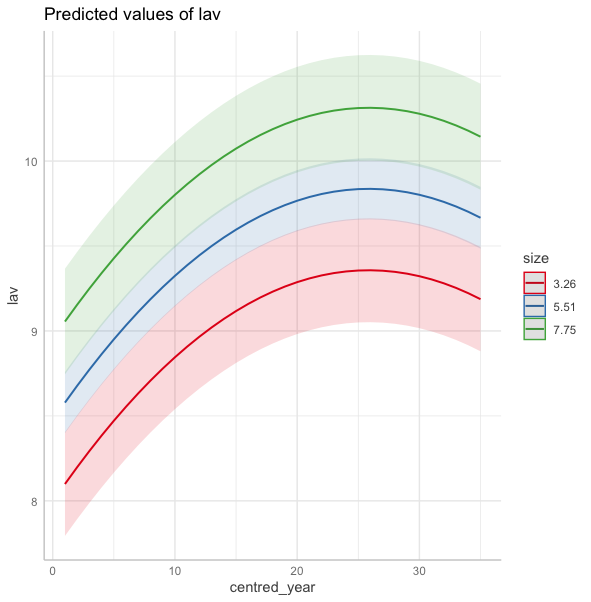 Predicted values of lav
10
9
8
lav
0 10 20 30
centred_year
size
3.26
5.51
7.75